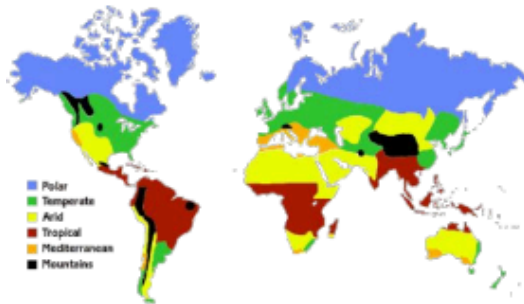 Polar
Temperate
Arid
Tropical
Mediterranean
Mountains